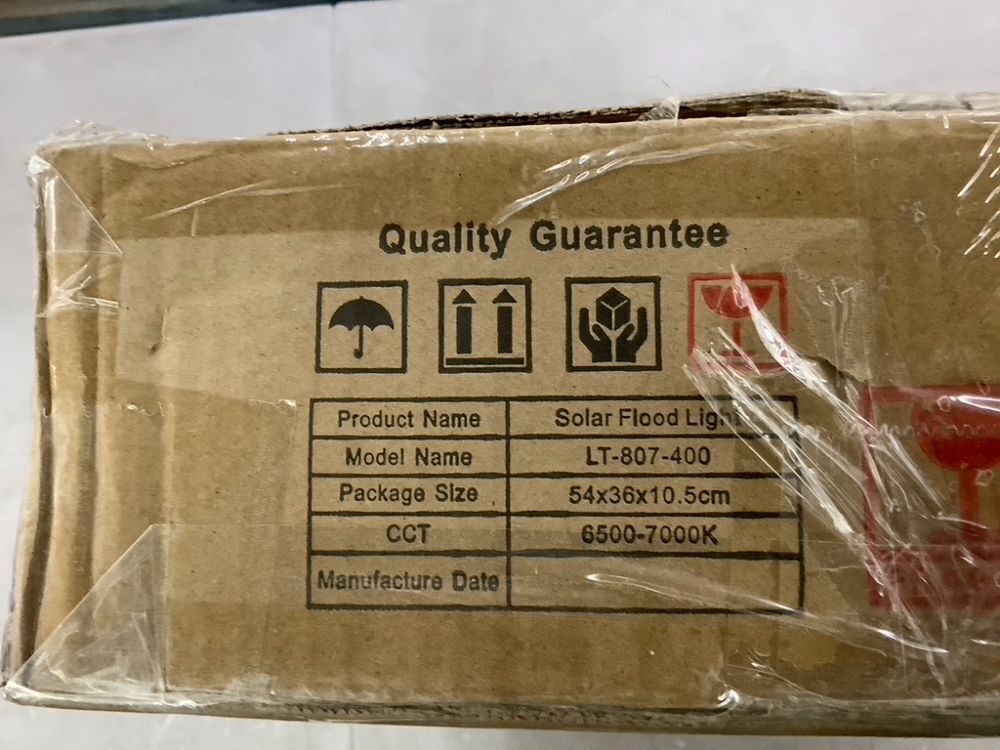 Quality Guarantee
Product Name Solar Flood Light
Model Name LT-807-400
Package Size 54x36x10.5cm
CCT 6500-7000K
Manufacture Date